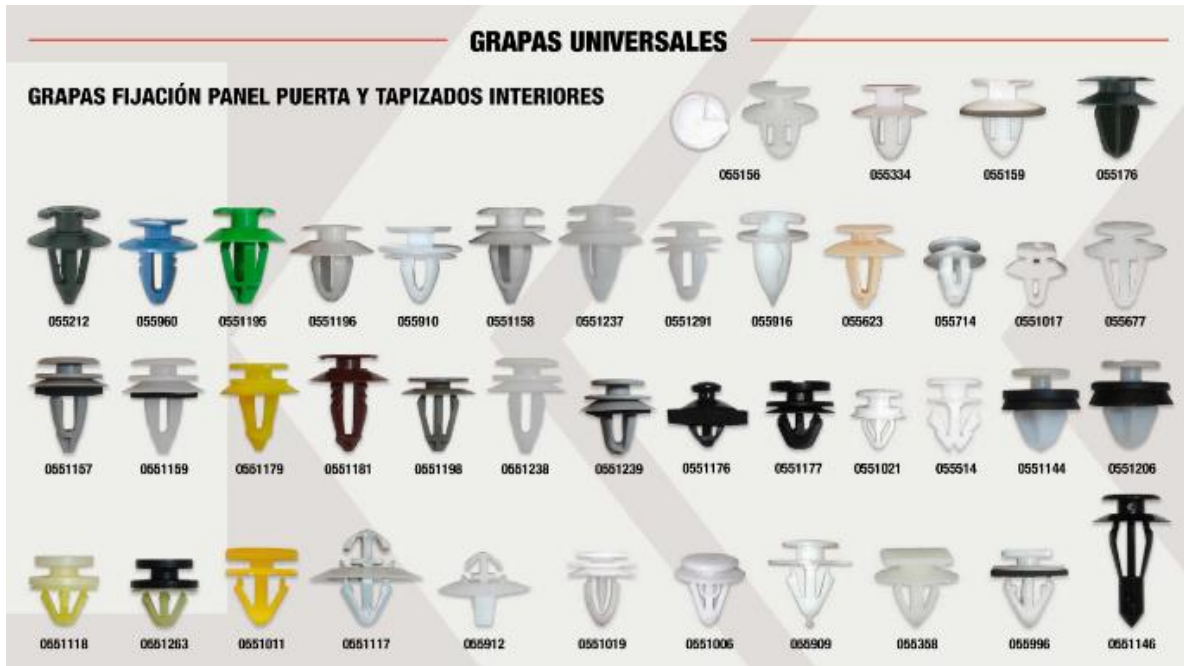 GRAPAS UNIVERSALES
GRAPAS FIJACIÓN PANEL PUERTA Y TAPIZADOS INTERIORES
055156 055334 055159 055176
055212 055960 0551195 0551196 055910 0551158 0551237 0551291 055916 055623 055714 0551017 055677
0551157 0551159 0551179 0551181 0551198 0551238 0551239 0551176 0551177 0551021 055514 0551144 0551206
0551118 0551263 0551011 0551117 055912 0551019 0551006 055909 055358 055996 0551146